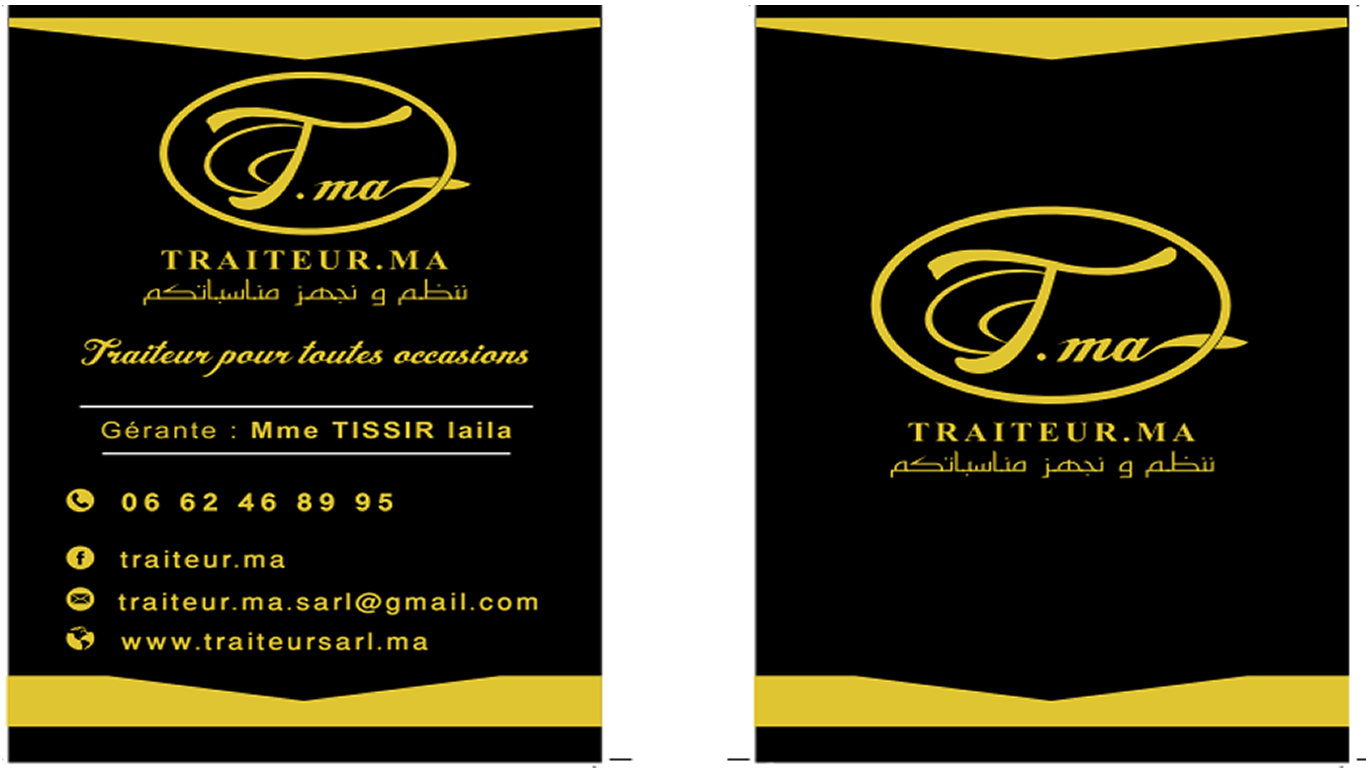 T.ma
TRAITEUR.MA
ننظم و نجهز مناسباتكم
Traiteur pour toutes occasions
Gérante : Mme TISSIR laila
06 62 46 89 95
traiteur.ma
traiteur.ma.sarl@gmail.com
www.traiteursarl.ma
T.ma
TRAITEUR.MA
ننظم و نجهز مناسباتكم